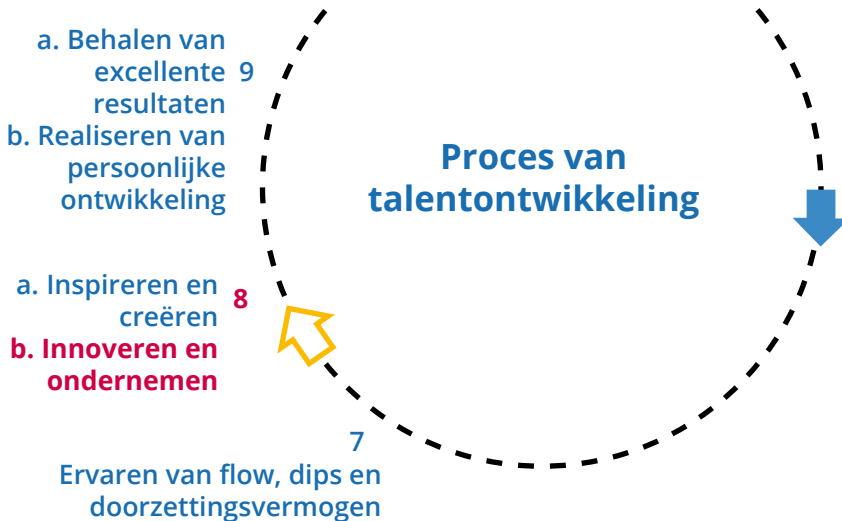 a. Behalen van
excellente 9
resultaten
b. Realiseren van
persoonlijke
ontwikkeling
Proces van
talentontwikkeling
a. Inspireren en
creëren
8
b. Innoveren en
ondernemen
7
Ervaren van flow, dips en
doorzettingsvermogen